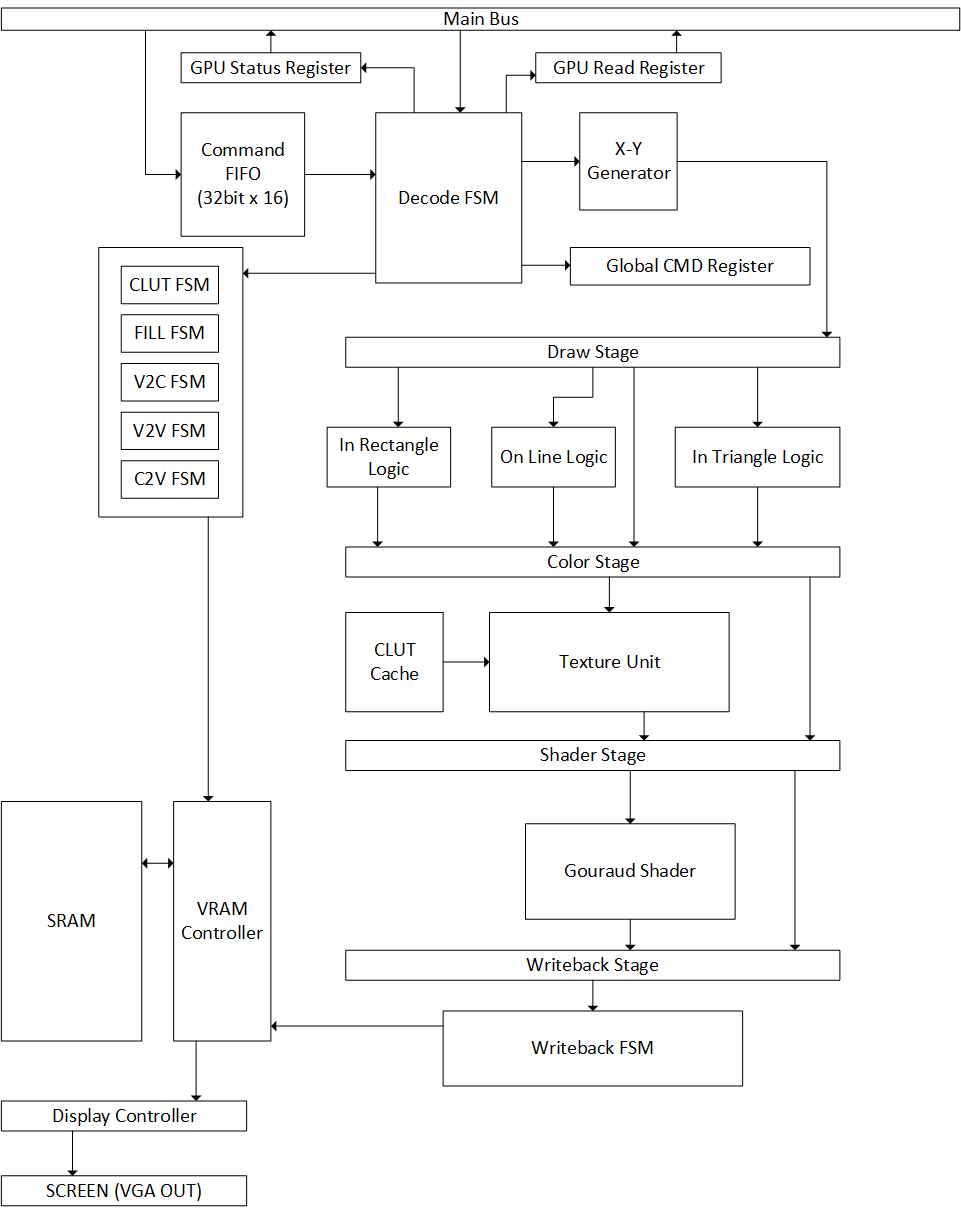 Main Bus
GPU Status Register
GPU Read Register
Command
FIFO
(32bit x 16)
Decode FSM
X-Y
Generator
Global CMD Register
CLUT FSM
FILL FSM
V2C FSM
V2V FSM
C2V FSM
Draw Stage
In Rectangle
Logic
On Line Logic
In Triangle Logic
Color Stage
CLUT
Cache
Texture Unit
Shader Stage
Gouraud Shader
SRAM
VRAM
Controller
Writeback Stage
Writeback FSM
Display Controller
SCREEN (VGA OUT)